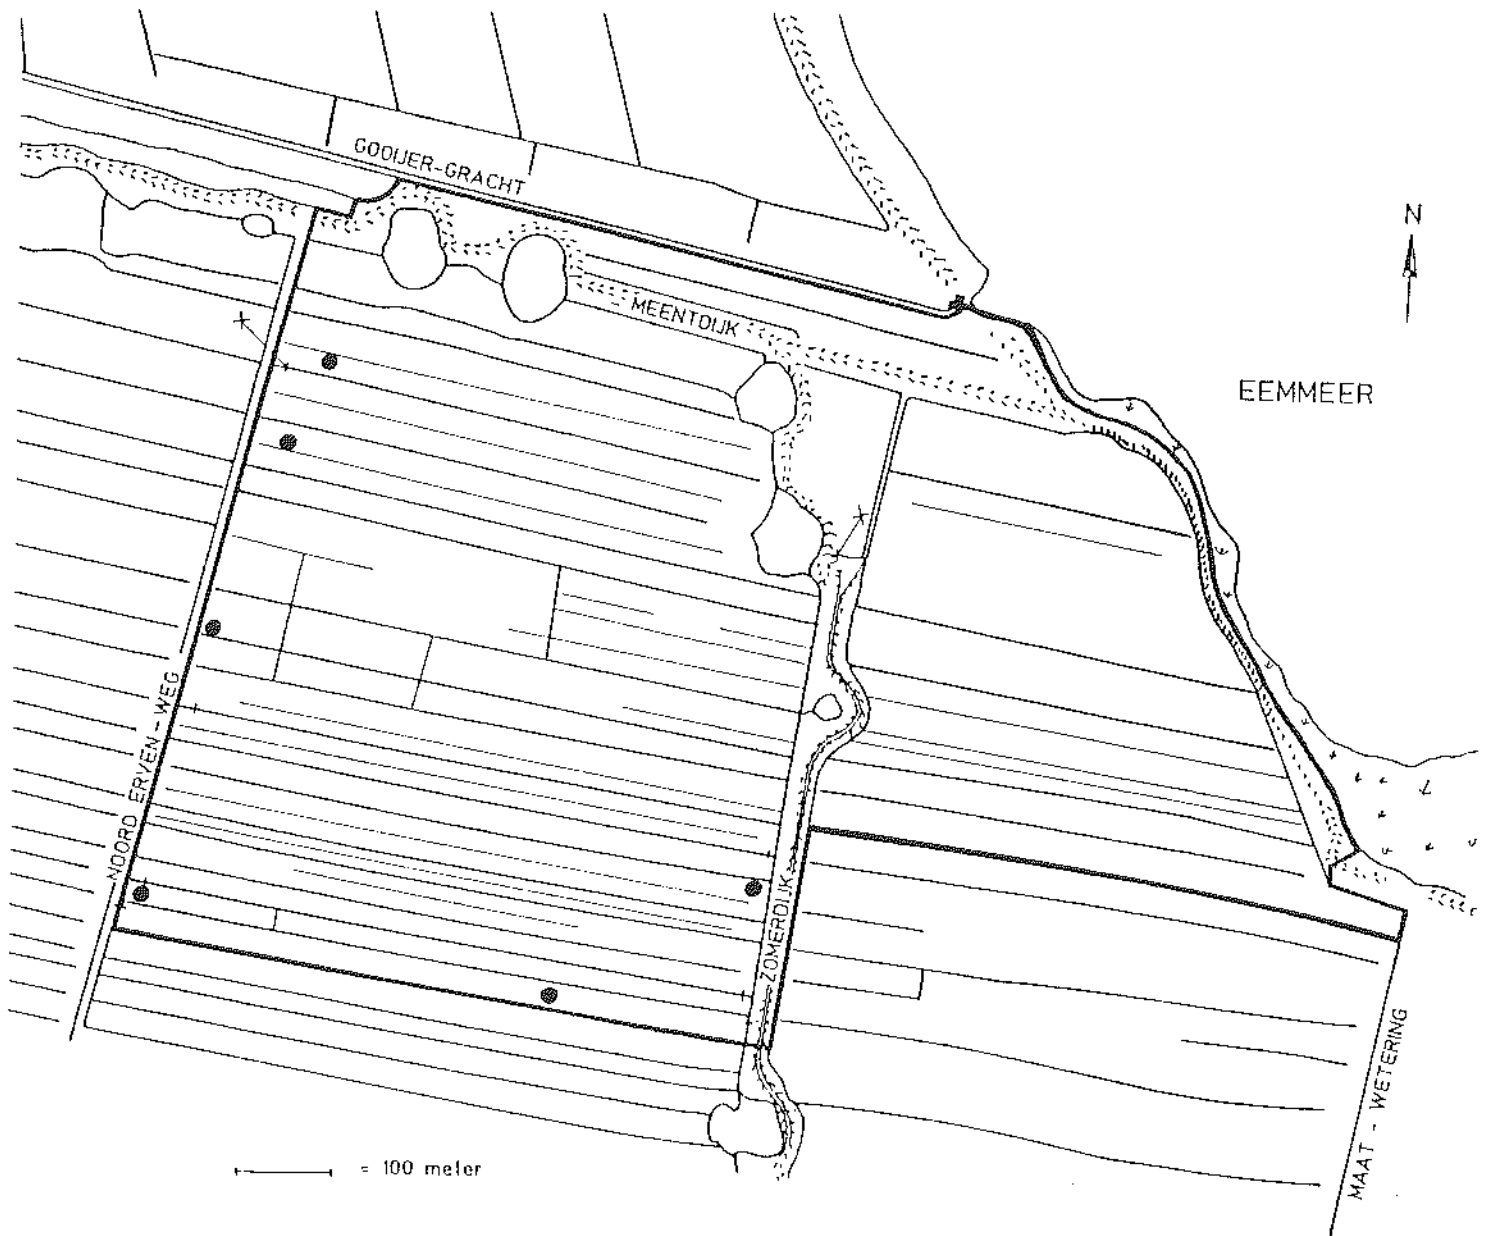 GOOIJER-GRACHT
N
MEENTDIJK
EEMMEER
NOORD ERVEN-WEG
ZOMERDIJK
MAAT - WETERING
= 100 meter